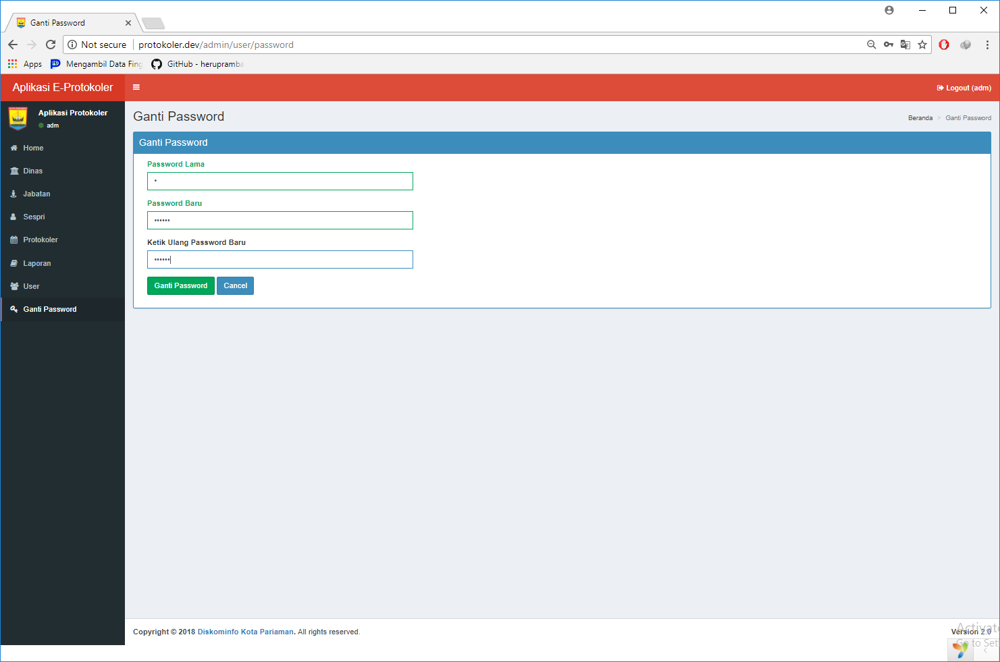 Ganti Password
Not secure
protokoler.dev/admin/user/password
Apps
Mengambil Data Fing
GitHub - herupramba
Aplikasi E-Protokoler
Logout (adm)
Aplikasi Protokoler
adm
Home
Dinas
Jabatan
Sespri
Protokoler
Laporan
User
Ganti Password
Ganti Password
Beranda > Ganti Password
Ganti Password
Password Lama
Password Baru
Ketik Ulang Password Baru
Ganti Password
Cancel
Copyright © 2018 Diskominfo Kota Pariaman. All rights reserved.
Version 2.0
Activat
Go to Set